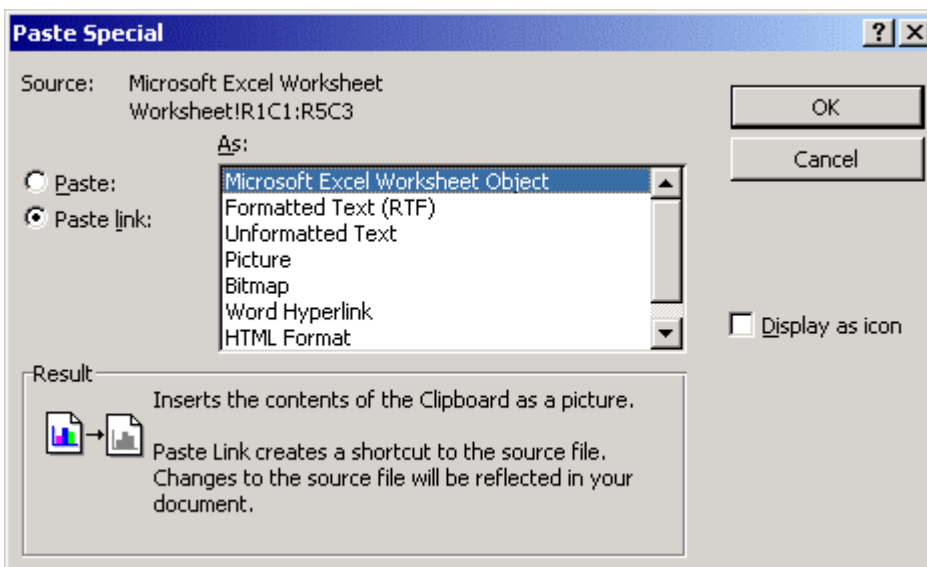 Paste Special
Source: Microsoft Excel Worksheet
Worksheet!R1C1:R5C3
As:
Paste:
Paste link:
Microsoft Excel Worksheet Object
Formatted Text (RTF)
Unformatted Text
Picture
Bitmap
Word Hyperlink
HTML Format
OK
Cancel
Display as icon
Result
Inserts the contents of the Clipboard as a picture.
Paste Link creates a shortcut to the source file.
Changes to the source file will be reflected in your
document.